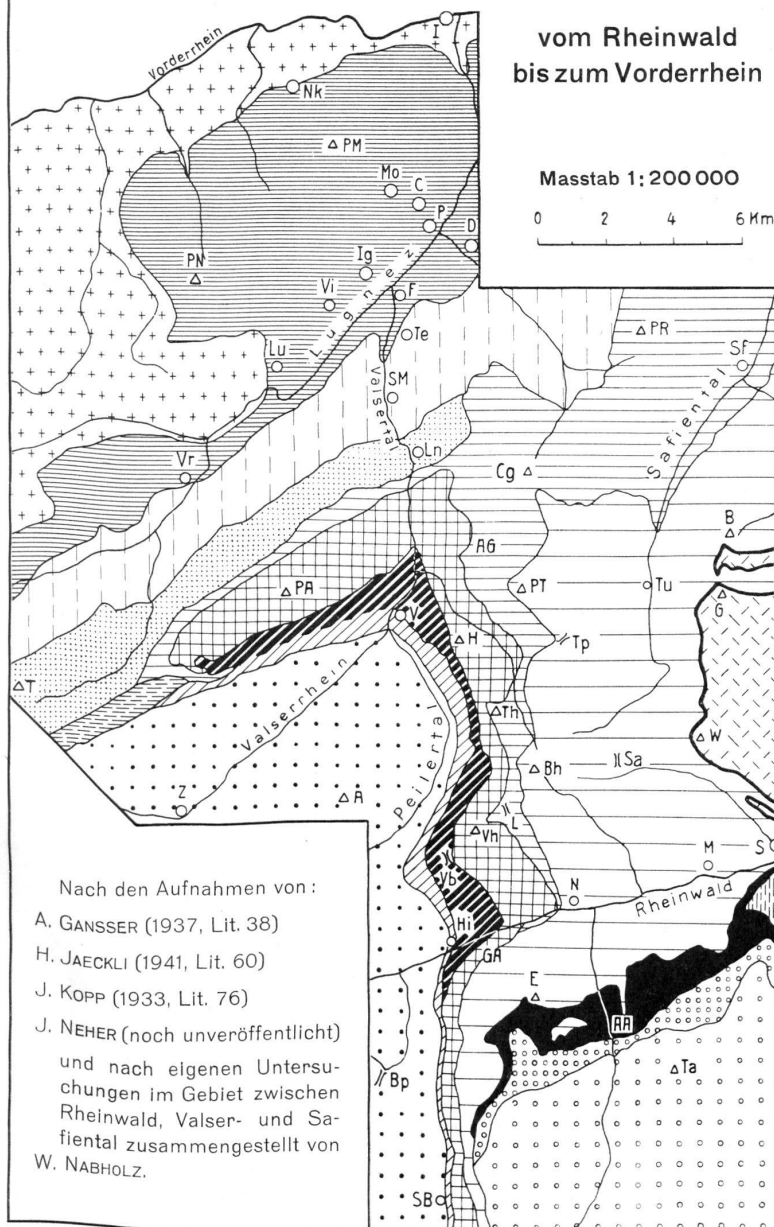 vom Rheinwald
bis zum Vorderrhein
Masstab 1:200 000
0 2 4 6 Km
I
Vorderrhein
Nk
PM
Mo
C
P
D
PN
Ig
Lugnez
Vi
F
Te
PR
Lu
SF
SM
Valsertal
Safiental
Ln
Vr
Cg
B
AG
PA
PT
Tu
G
V
H
Tp
T
Valserrhein
Th
W
Peilertal
Bh
Sa
Z
A
L
Vh
S
M
Vb
N
Rheinwald
Hi
GA
E
AA
Ta
Bp
SB
Nach den Aufnahmen von:
A. GANSSER (1937, Lit. 38)
H. JAECKLI (1941, Lit. 60)
J. KOPP (1933, Lit. 76)
J. NEHER (noch unveröffentlicht)
und nach eigenen Untersu-
chungen im Gebiet zwischen
Rheinwald, Valser- und Sa-
fiental zusammengestellt von
W. NABHOLZ.